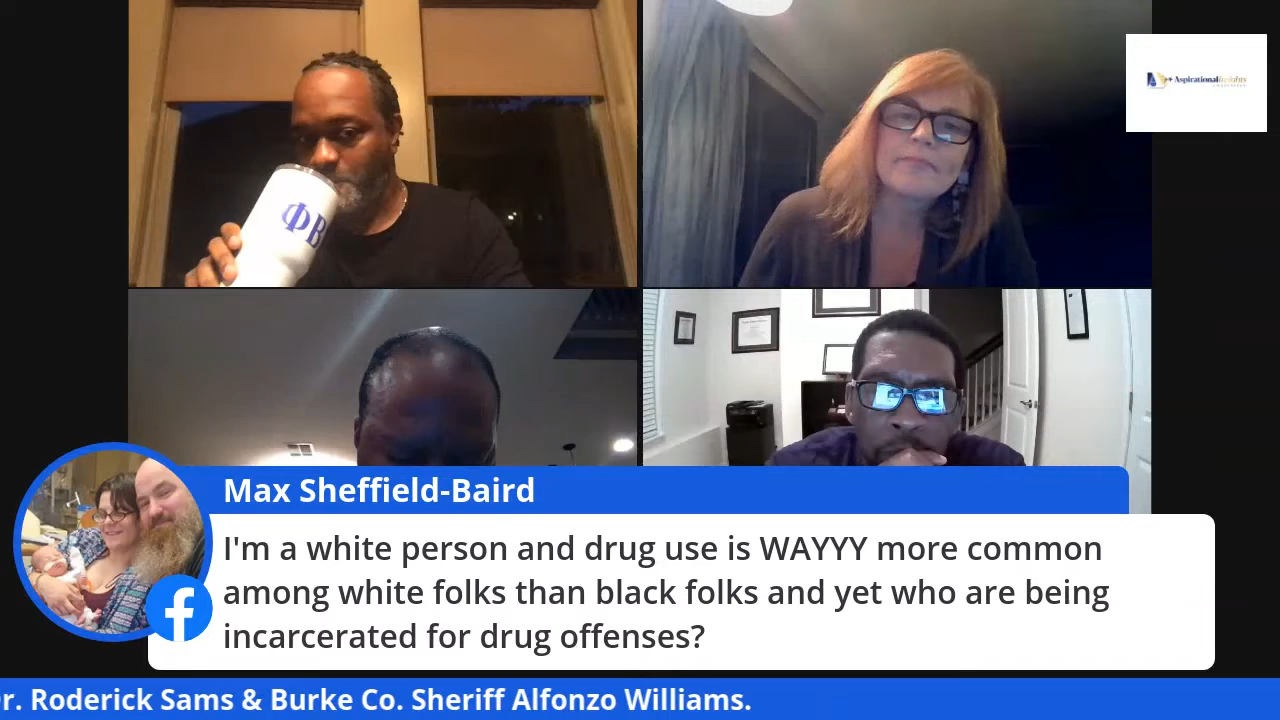 AspirationalInsights
ΦΒ
Max Sheffield-Baird
I'm a white person and drug use is WAYYY more common
among white folks than black folks and yet who are being
incarcerated for drug offenses?
r. Roderick Sams & Burke Co. Sheriff Alfonzo Williams.